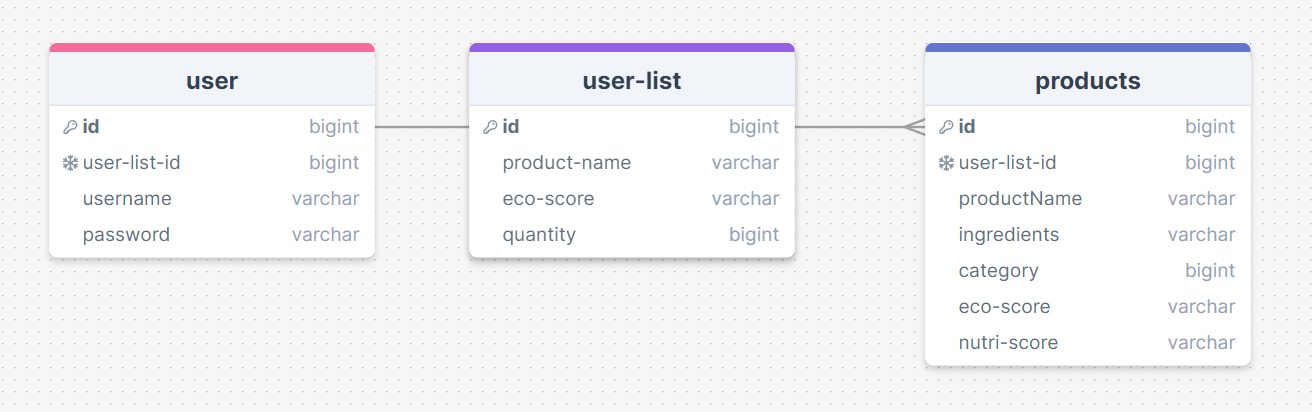 user
id bigint
user-list-id bigint
username varchar
password varchar
user-list
id bigint
product-name varchar
eco-score varchar
quantity bigint
products
id bigint
user-list-id bigint
productName varchar
ingredients varchar
category bigint
eco-score varchar
nutri-score varchar